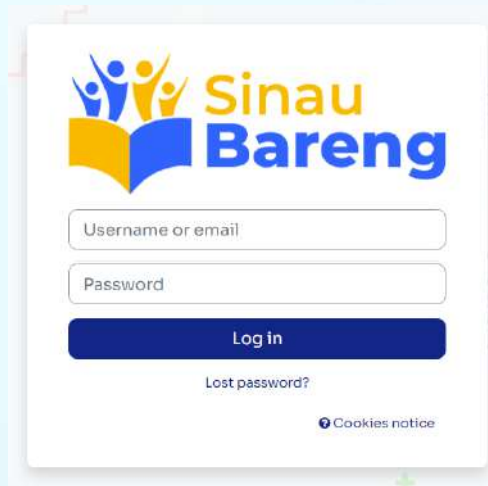 Sinau
Bareng
Username or email
Password
Log in
Lost password?
Cookies notice